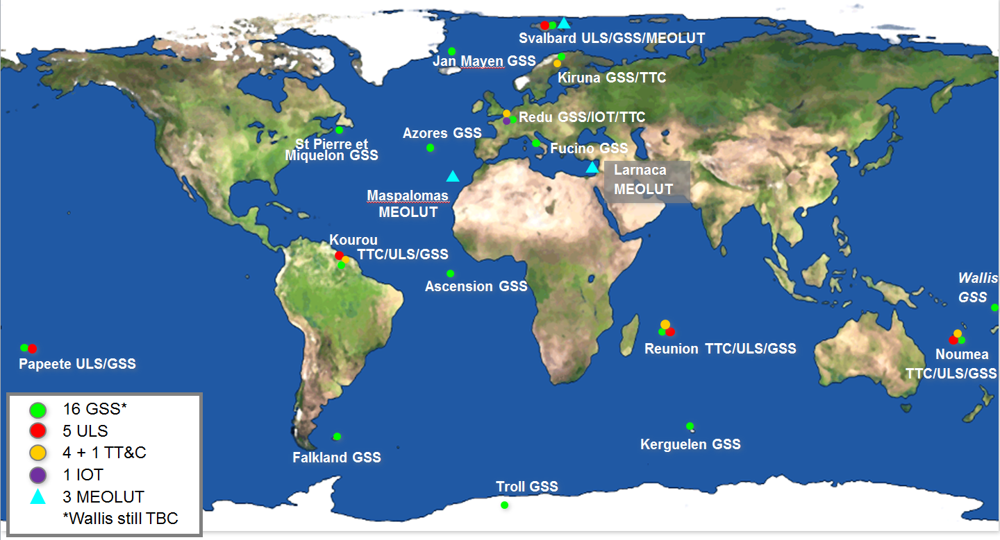 Svalbard ULS/GSS/MEOLUT
Jan Mayen GSS
Kiruna GSS/TTC
Redu GSS/IOT/TTC
Azores GSS
St Pierre et
Miquelon GSS
Fucino GSS
Larnaca
MEOLUT
Maspalomas
MEOLUT
Kourou
TTC/ULS/GSS
Ascension GSS
Wallis
GSS
Reunion TTC/ULS/GSS
Noumea
TTC/ULS/GSS
Papeete ULS/GSS
Kerguelen GSS
Falkland GSS
Troll GSS
16 GSS*
5 ULS
4 + 1 TT&C
1 IOT
3 MEOLUT
*Wallis still TBC